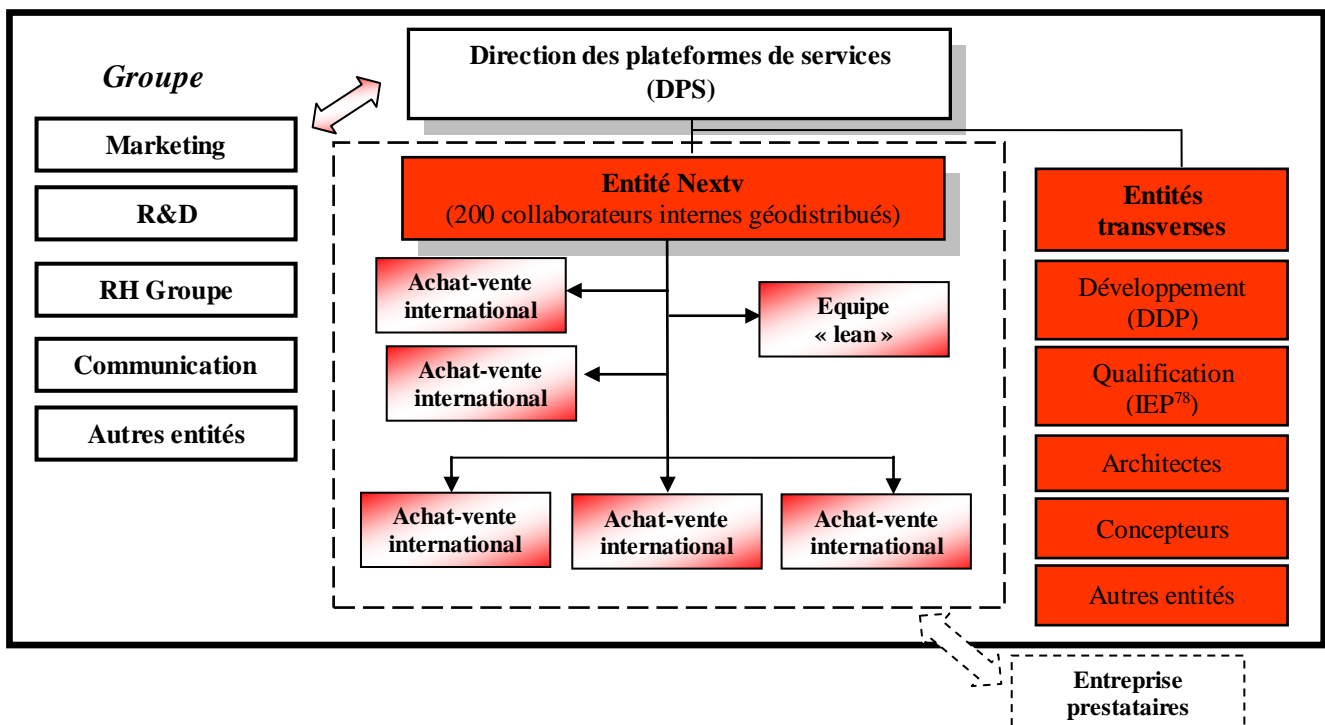 Groupe
Marketing
R&D
RH Groupe
Communication
Autres entités
Direction des plateformes de services
(DPS)
Entité Nextv
(200 collaborateurs internes géodistribués)
Achat-vente
international
Equipe
« lean »
Achat-vente
international
Achat-vente
international
Achat-vente
international
Achat-vente
international
Entités
transverses
Développement
(DDP)
Qualification
(IEP78)
Architectes
Concepteurs
Autres entités
Entreprise
prestataires